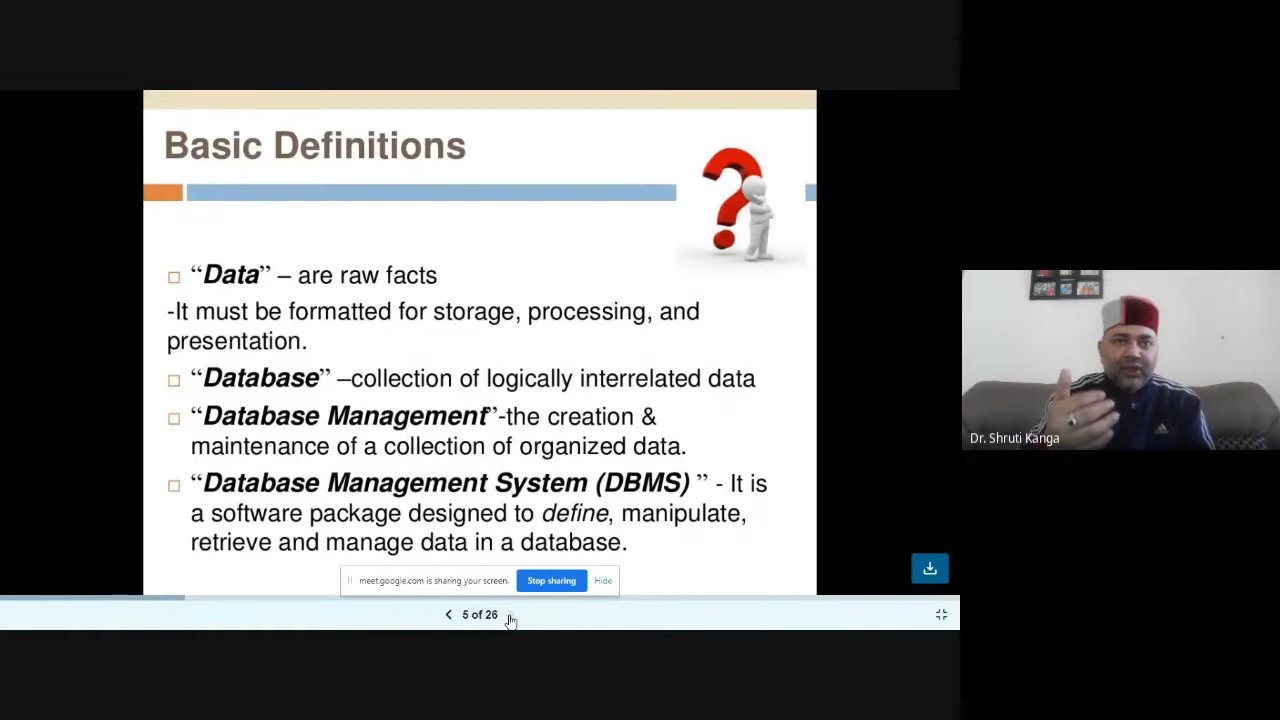 Basic Definitions
“Data” – are raw facts
-It must be formatted for storage, processing, and
presentation.
“Database” –collection of logically interrelated data
“Database Management”-the creation &
maintenance of a collection of organized data.
“Database Management System (DBMS) ” - It is
a software package designed to define, manipulate,
retrieve and manage data in a database.
meet.google.com is sharing your screen. Stop sharing Hide
5 of 26
Dr. Shruti Kanga